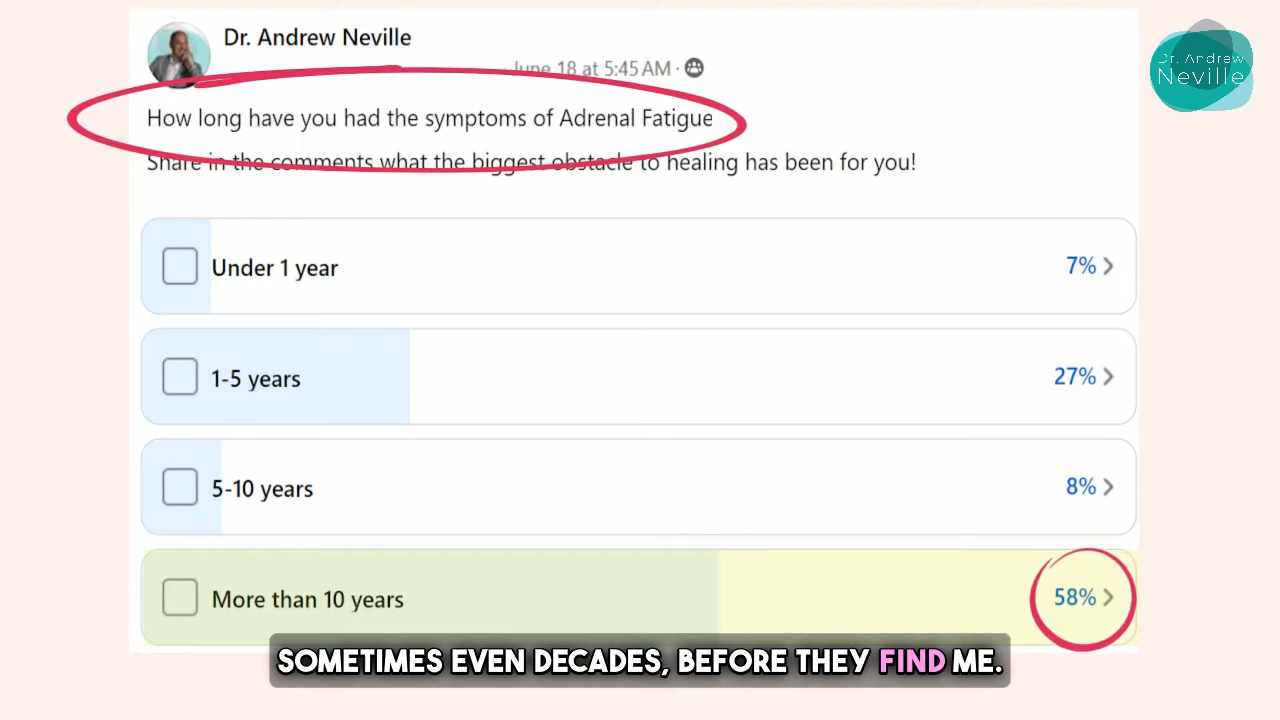 Dr. Andrew Neville
June 18 at 5:45 AM ·
How long have you had the symptoms of Adrenal Fatigue
Share in the comments what the biggest obstacle to healing has been for you!
Under 1 year 7%
1-5 years 27%
5-10 years 8%
More than 10 years 58%
SOMETIMES EVEN DECADES, BEFORE THEY FIND ME.
Dr. Andrew
Neville